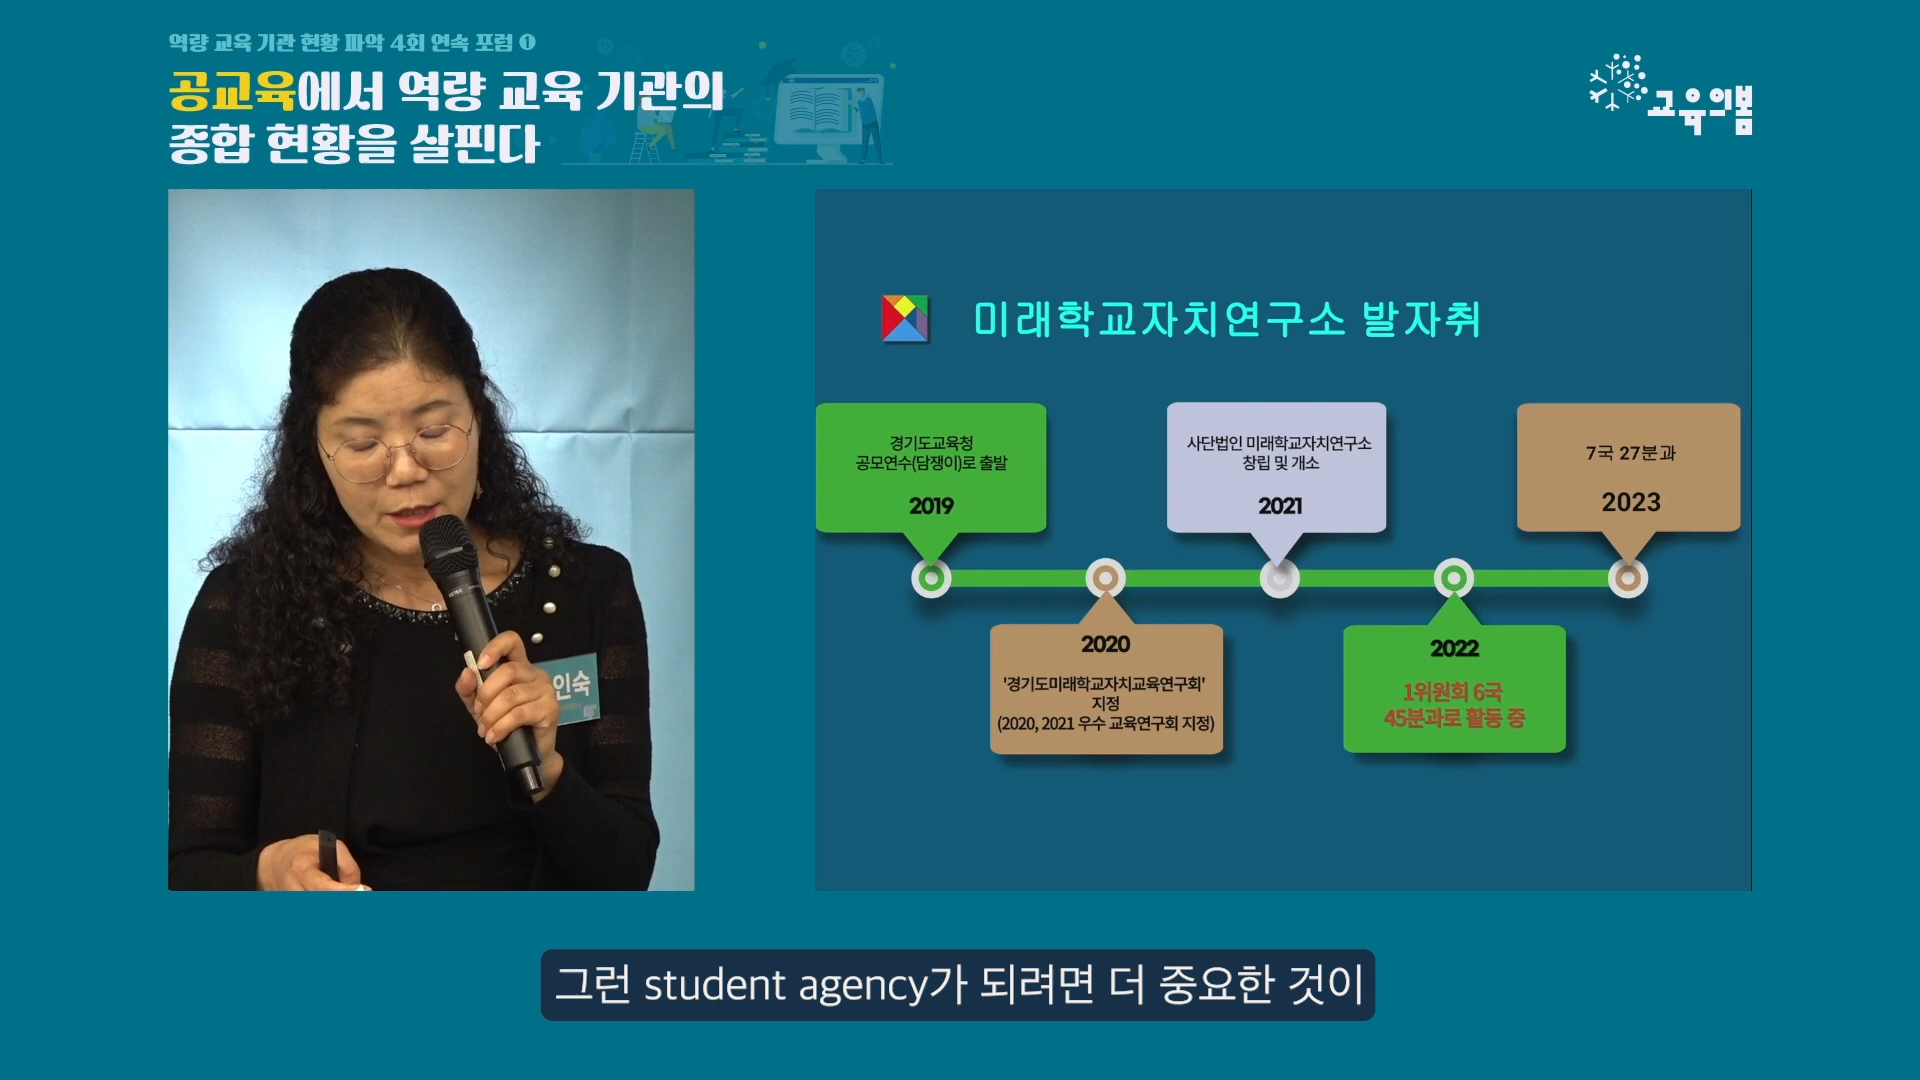 역량 교육 기관 현황 파악 4회 연속 포럼 ❶
공교육에서 역량 교육 기관의
종합 현황을 살핀다
교육의봄
미래학교자치연구소 발자취
경기도교육청
공모연수(담쟁이)로 출발
2019
사단법인 미래학교자치연구소
창립 및 개소
2021
7국 27분과
2023
2020
'경기도미래학교자치교육연구회'
지정
(2020, 2021 우수 교육연구회 지정)
2022
1위원회 6국
45분과로 활동 중
인숙
그런 student agency가 되려면 더 중요한 것이